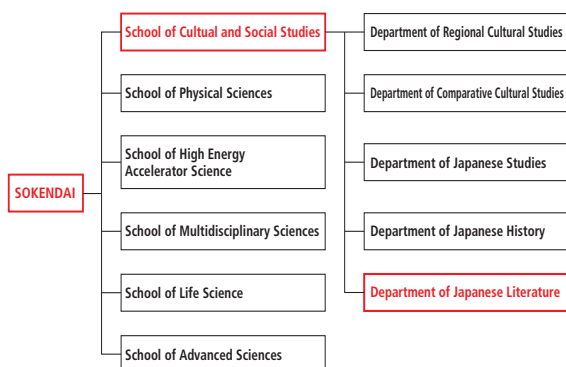 School of Cultual and Social Studies
Department of Regional Cultural Studies
School of Physical Sciences
Department of Comparative Cultural Studies
School of High Energy
Accelerator Science
Department of Japanese Studies
SOKENDAI
School of Multidisciplinary Sciences
Department of Japanese History
School of Life Science
Department of Japanese Literature
School of Advanced Sciences